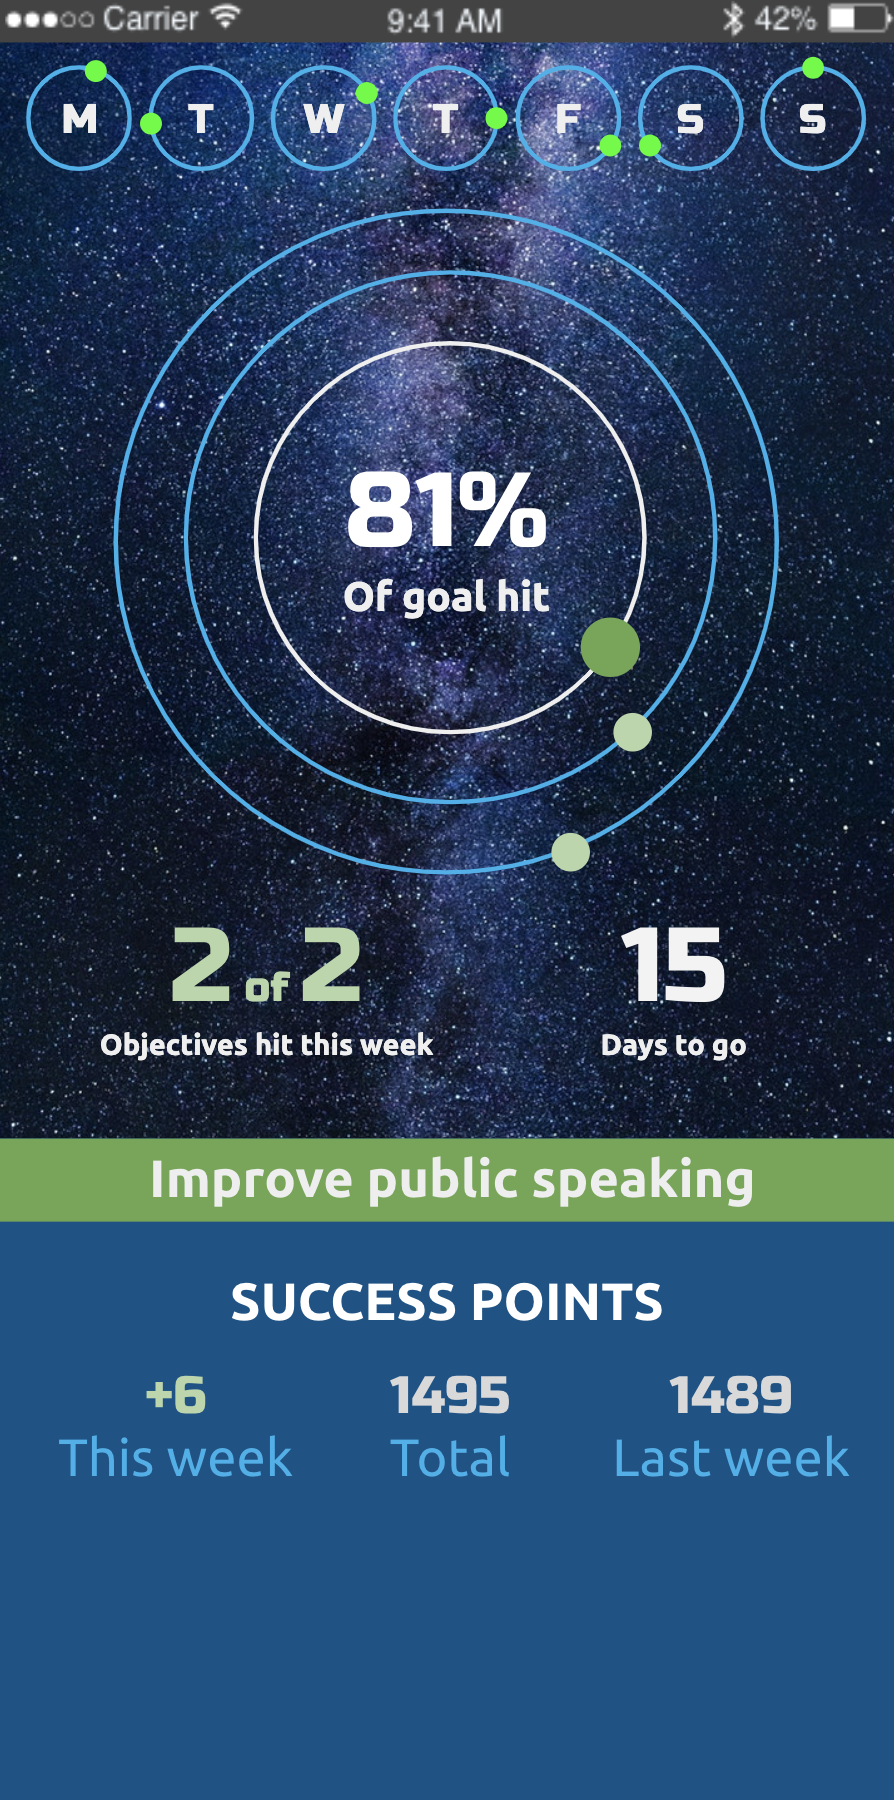 Carrier 9:41 AM 42%
M T W T F S S
81%
Of goal hit
2 of 2 15
Objectives hit this week Days to go
Improve public speaking
SUCCESS POINTS
+6 1495 1489
This week Total Last week